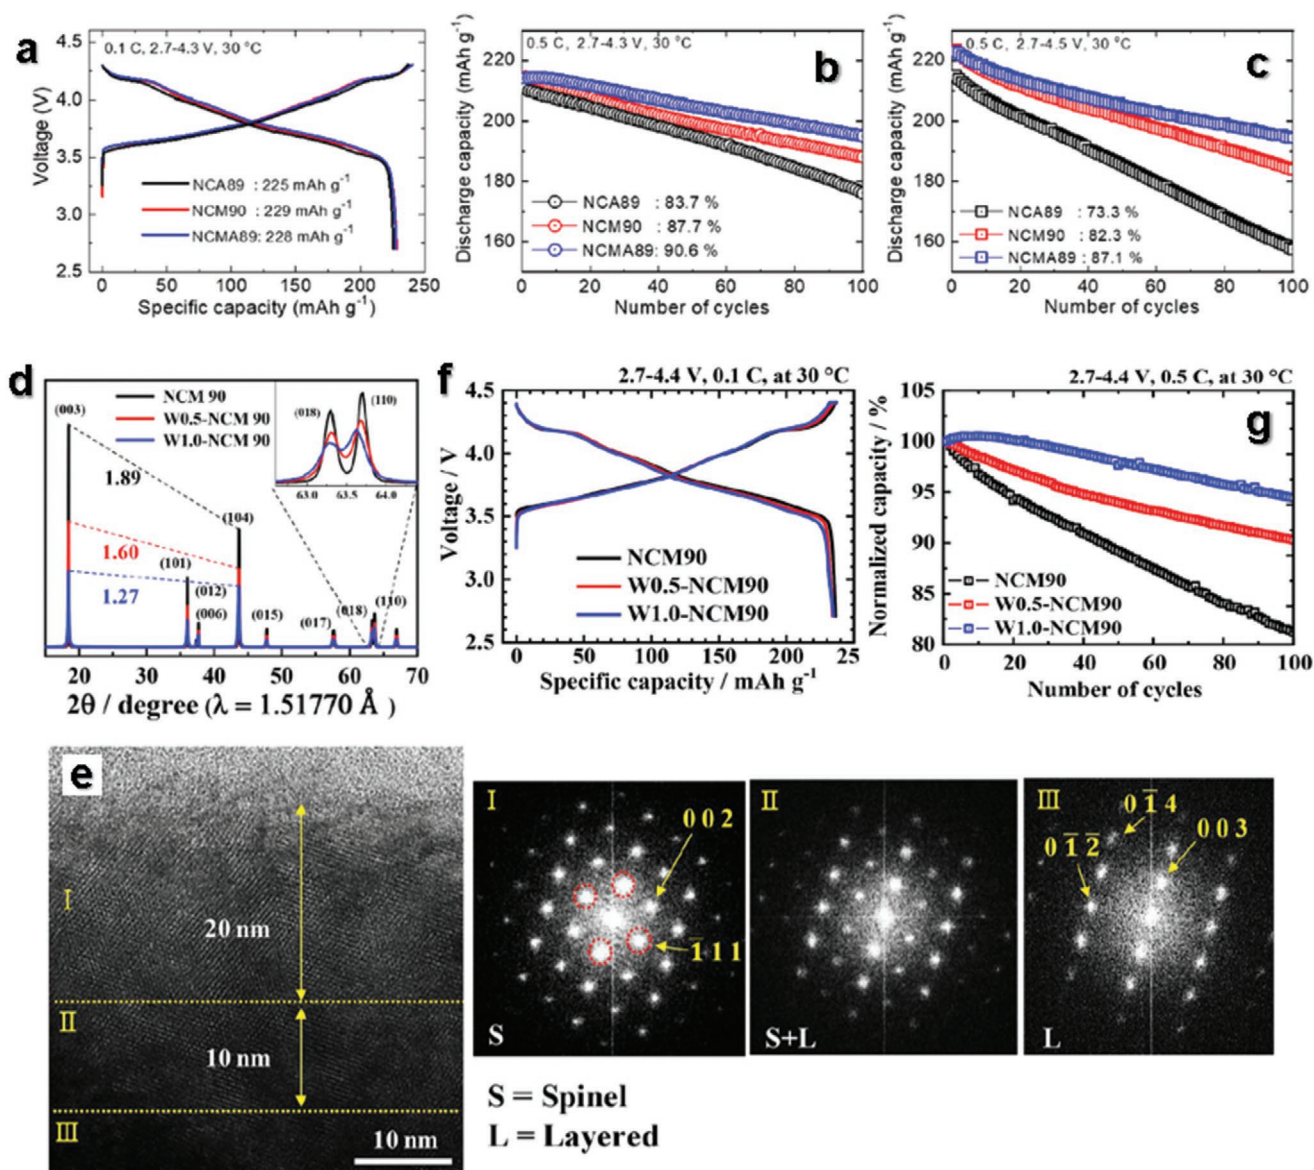 a
0.1 C, 2.7-4.3 V, 30 °C
4.5
4.0
3.5
3.0
2.5
Voltage (V)
NCA89 : 225 mAh g⁻¹
NCM90 : 229 mAh g⁻¹
NCMA89: 228 mAh g⁻¹
0 50 100 150 200 250
Specific capacity (mAh g⁻¹)
b
0.5 C, 2.7-4.3 V, 30 °C
220
200
180
160
Discharge capacity (mAh g⁻¹)
NCA89 : 83.7 %
NCM90 : 87.7 %
NCMA89: 90.6 %
0 20 40 60 80 100
Number of cycles
c
0.5 C, 2.7-4.5 V, 30 °C
220
200
180
160
Discharge capacity (mAh g⁻¹)
NCA89 : 73.3 %
NCM90 : 82.3 %
NCMA89 : 87.1 %
0 20 40 60 80 100
Number of cycles
d
NCM 90
W0.5-NCM 90
W1.0-NCM 90
(003)
1.89
1.60
1.27
(104)
(101)
(012)
(006)
(015)
(017)
(018)
(110)
(018)
(110)
63.0 63.5 64.0
20 30 40 50 60 70
2θ / degree (λ = 1.51770 Å )
f
2.7-4.4 V, 0.1 C, at 30 °C
4.5
4.0
3.5
3.0
2.5
Voltage / V
NCM90
W0.5-NCM90
W1.0-NCM90
0 50 100 150 200 25
Specific capacity / mAh g⁻¹
g
2.7-4.4 V, 0.5 C, at 30 °C
105
100
95
90
85
80
Normalized capacity / %
NCM90
W0.5-NCM90
W1.0-NCM90
0 20 40 60 80 100
Number of cycles
e
I
20 nm
II
10 nm
III
10 nm
I
0 0 2
1̅ 1 1
S
II
S+L
III
0 1̅ 4
0 1̅ 2̅
0 0 3
L
S = Spinel
L = Layered